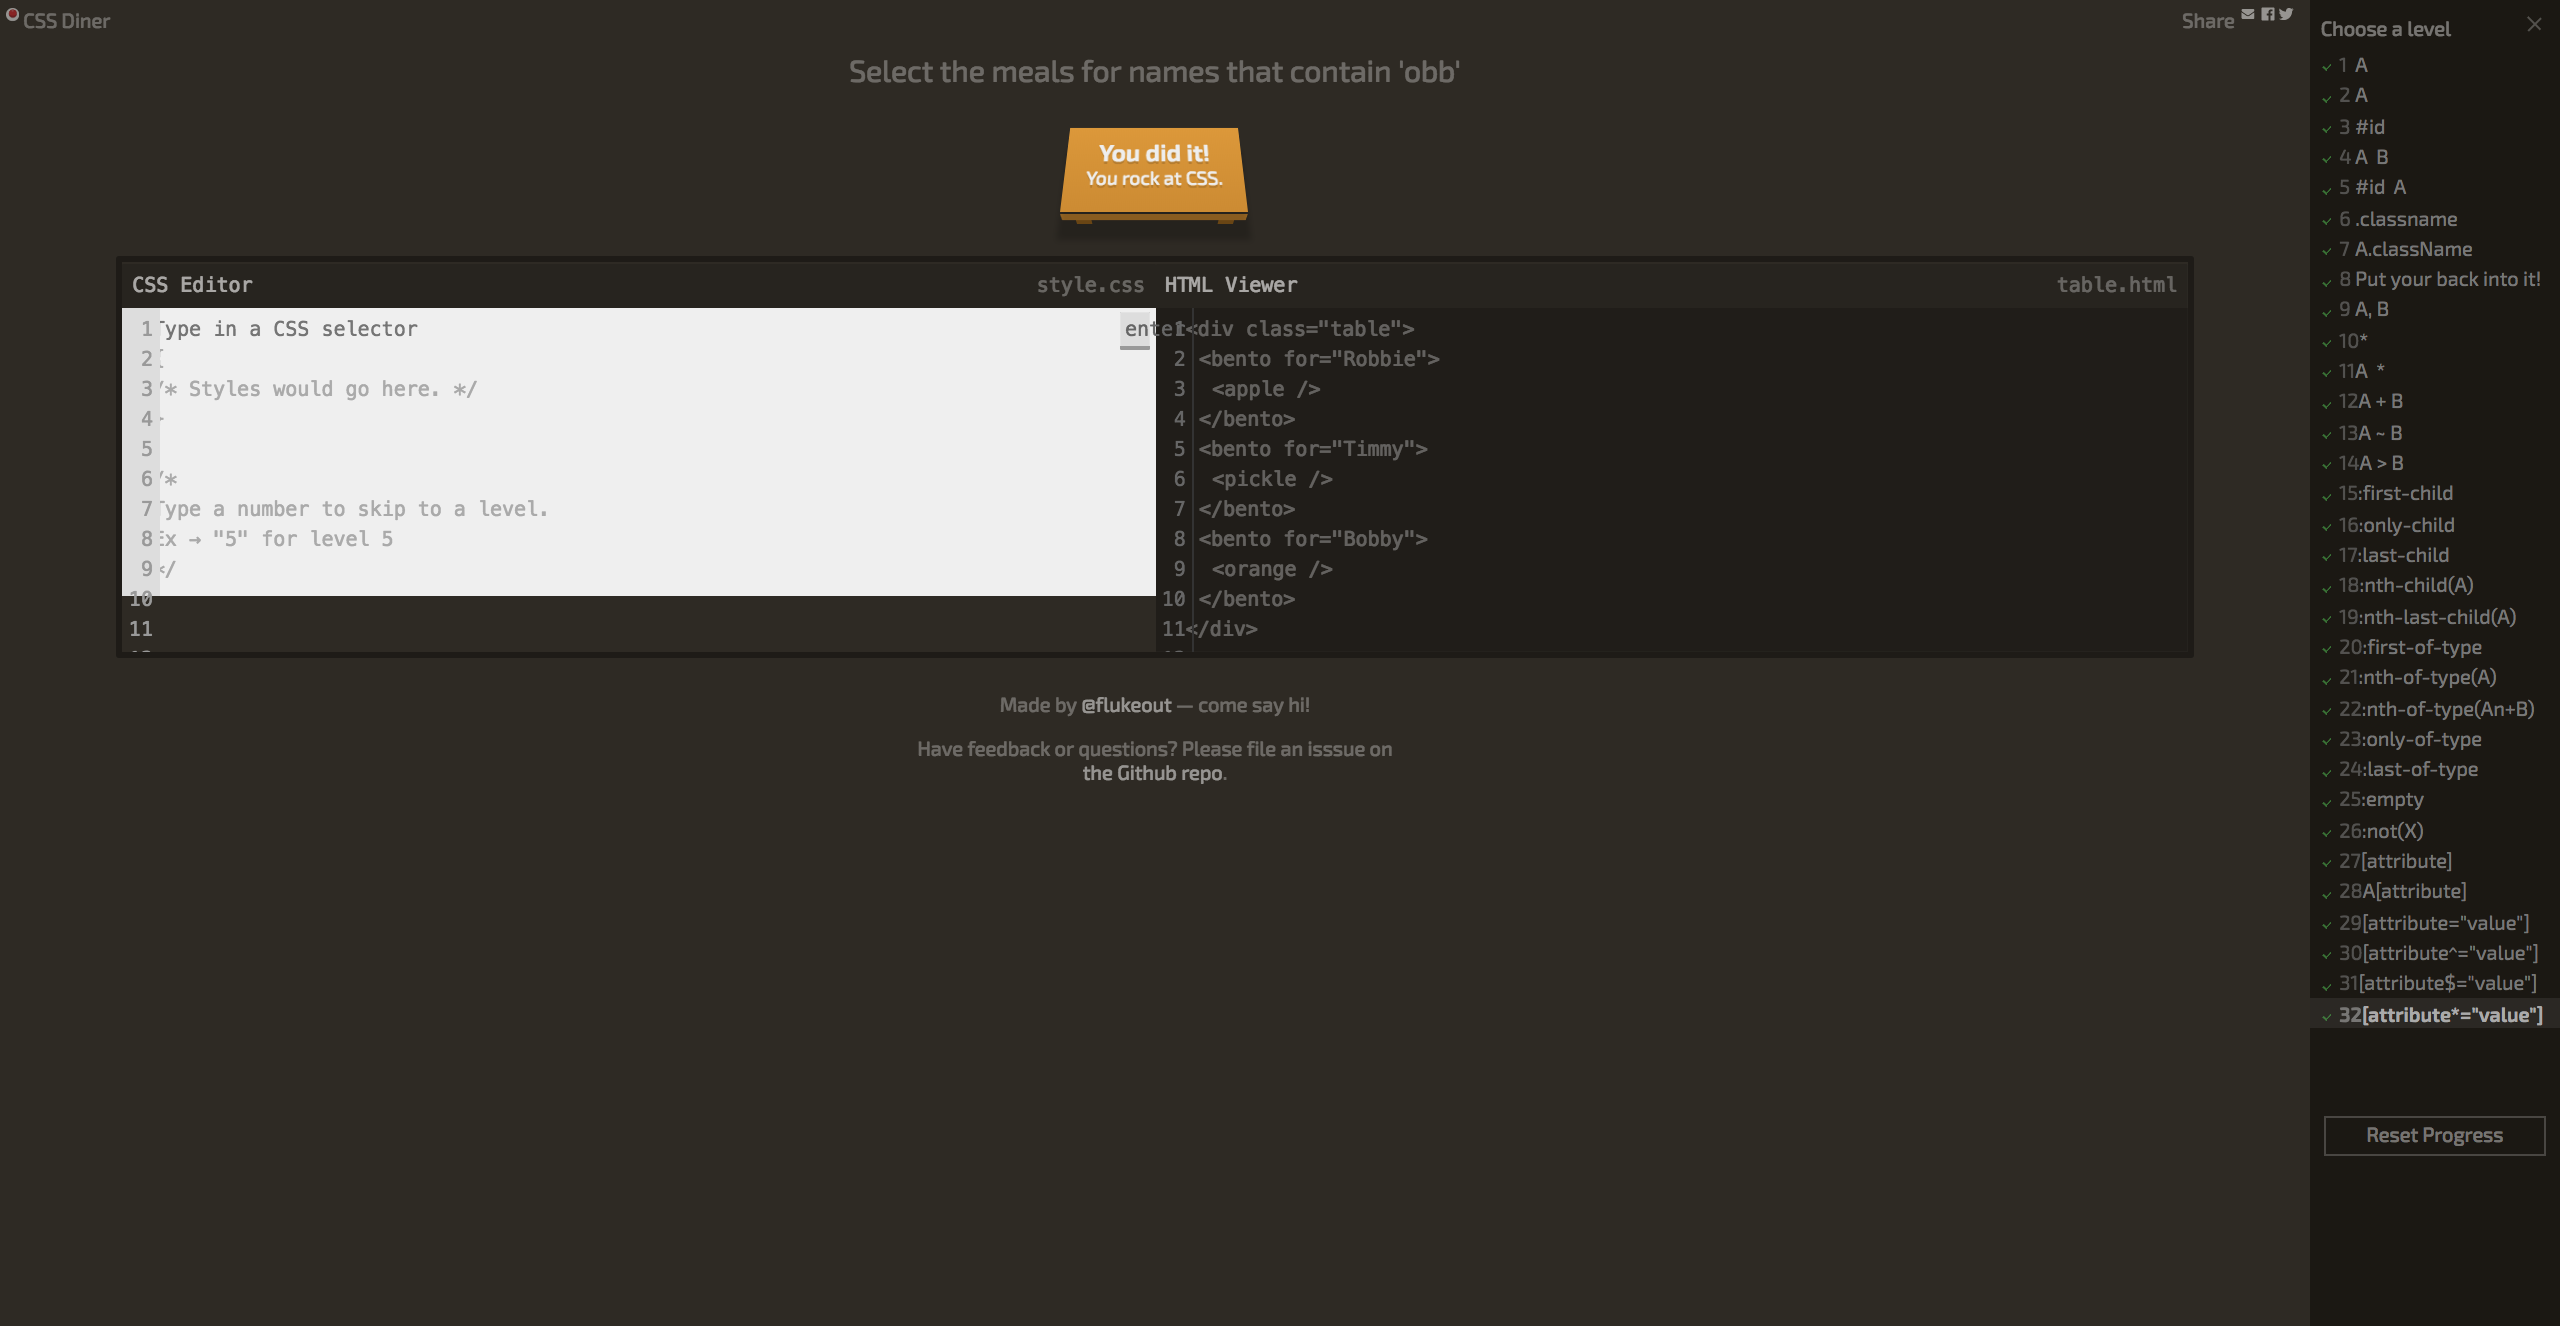 CSS Diner
Share
Select the meals for names that contain 'obb'
You did it!
You rock at CSS.
CSS Editor
style.css
1 Type in a CSS selector
enter
2 {
3 /* Styles would go here. */
4
5
6 /*
7 Type a number to skip to a level.
8 Ex → "5" for level 5
9 */
10
11
HTML Viewer
table.html
1 <div class="table">
2 <bento for="Robbie">
3 <apple />
4 </bento>
5 <bento for="Timmy">
6 <pickle />
7 </bento>
8 <bento for="Bobby">
9 <orange />
10 </bento>
11 </div>
Made by @flukeout — come say hi!
Have feedback or questions? Please file an isssue on
the Github repo.
Choose a level
1 A
2 A
3 #id
4 A B
5 #id A
6 .classname
7 A.className
8 Put your back into it!
9 A, B
10 *
11 A *
12 A + B
13 A ~ B
14 A > B
15 :first-child
16 :only-child
17 :last-child
18 :nth-child(A)
19 :nth-last-child(A)
20 :first-of-type
21 :nth-of-type(A)
22 :nth-of-type(An+B)
23 :only-of-type
24 :last-of-type
25 :empty
26 :not(X)
27 [attribute]
28 A[attribute]
29 [attribute="value"]
30 [attribute^="value"]
31 [attribute$="value"]
32 [attribute*="value"]
Reset Progress